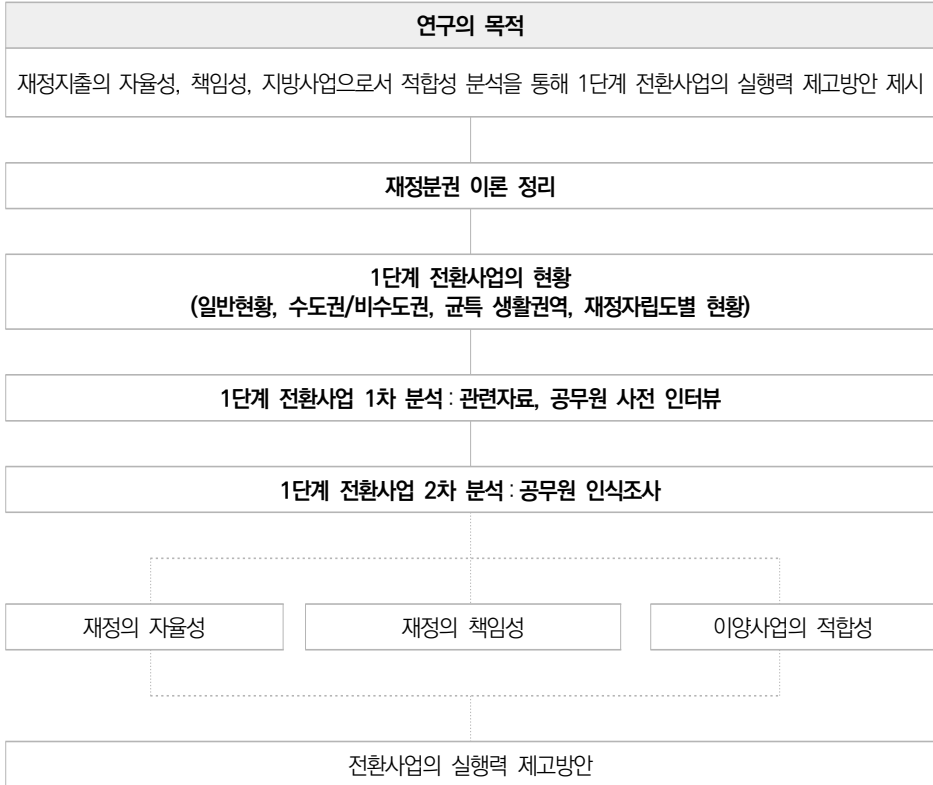 연구의 목적
재정지출의 자율성, 책임성, 지방사업으로서 적합성 분석을 통해 1단계 전환사업의 실행력 제고방안 제시
재정분권 이론 정리
1단계 전환사업의 현황
(일반현황, 수도권/비수도권, 균특 생활권역, 재정자립도별 현황)
1단계 전환사업 1차 분석 : 관련자료, 공무원 사전 인터뷰
1단계 전환사업 2차 분석 : 공무원 인식조사
재정의 자율성
재정의 책임성
이양사업의 적합성
전환사업의 실행력 제고방안